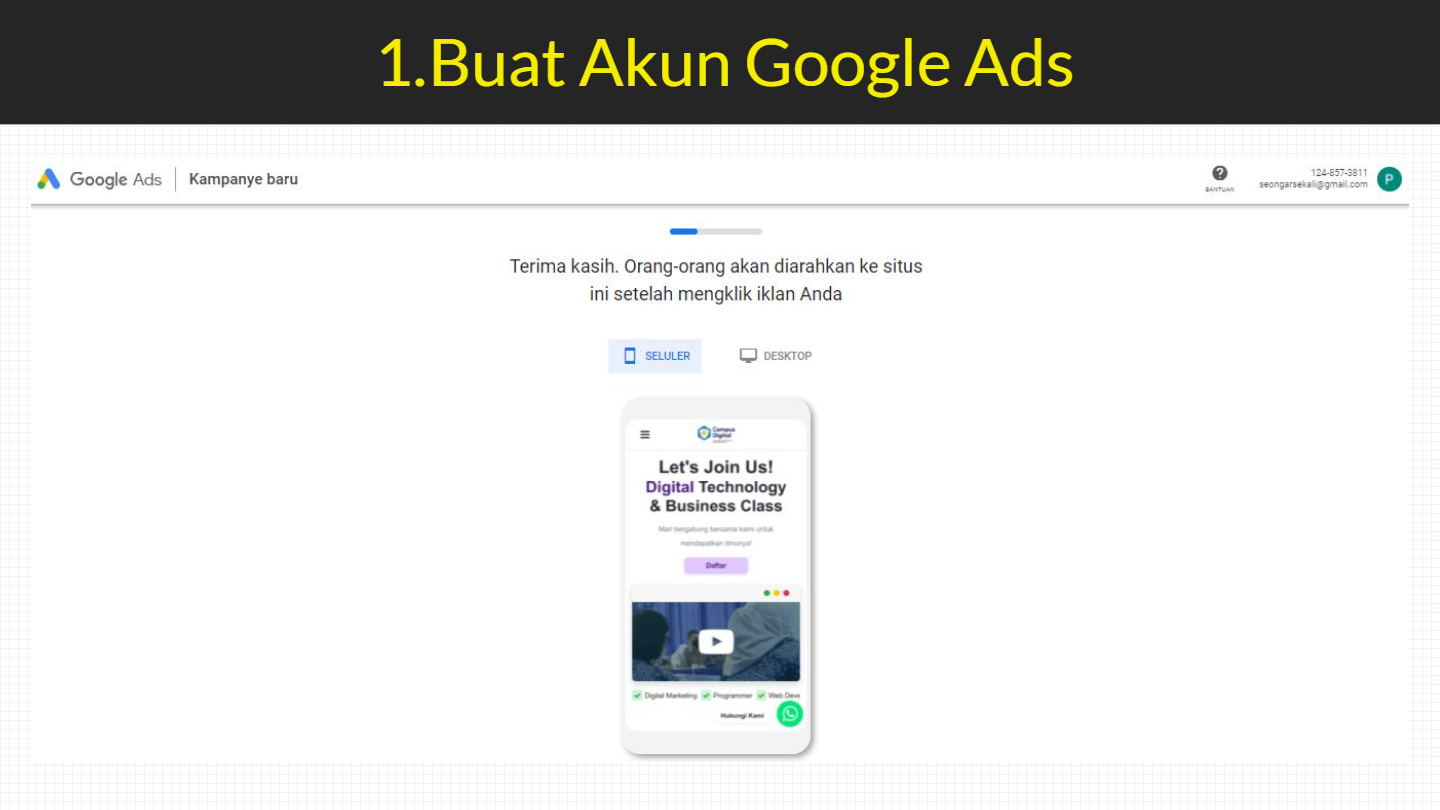 1.Buat Akun Google Ads
Google Ads
Kampanye baru
BANTUAN
124-857-3811
seongarsekali@gmail.com
P
Terima kasih. Orang-orang akan diarahkan ke situs
ini setelah mengklik iklan Anda
SELULER
DESKTOP
Campus
Digital
Let's Join Us!
Digital Technology
& Business Class
Mari bergabung bersama kami untuk
mendapatkan ilmunya!
Daftar
Digital Marketing
Programmer
Web Deve
Hubungi Kami